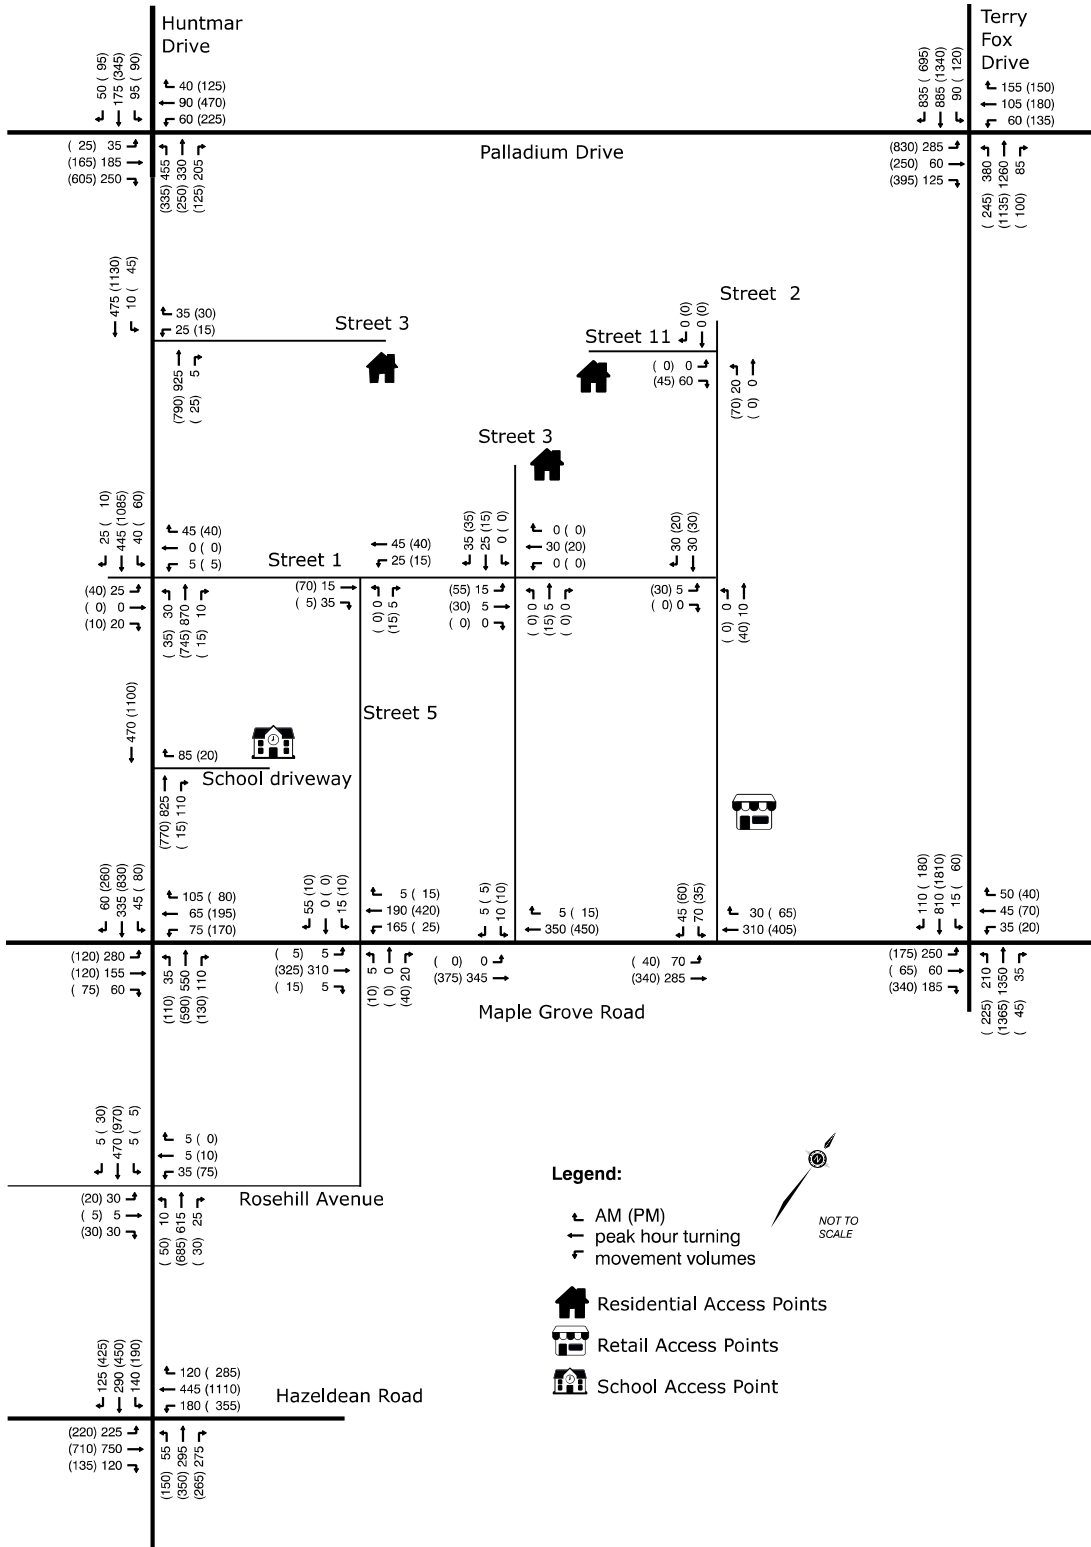 Huntmar
Drive
Terry
Fox
Drive
50 ( 95)
175 (345)
95 ( 90)
40 (125)
90 (470)
60 (225)
835 ( 695)
885 (1340)
90 ( 120)
155 (150)
105 (180)
60 (135)
( 25) 35
(165) 185
(605) 250
(335) 455
(250) 330
(125) 205
Palladium Drive
(830) 285
(250) 60
(395) 125
( 245) 380
(1135) 1260
( 100) 85
475 (1130)
10 ( 45)
35 (30)
25 (15)
Street 3
(790) 925
( 25) 5
Street 2
0 (0)
0 (0)
Street 11
( 0) 0
(45) 60
(70) 20
( 0) 0
Street 3
25 ( 10)
445 (1085)
40 ( 60)
45 (40)
0 ( 0)
5 ( 5)
Street 1
45 (40)
25 (15)
35 (35)
25 (15)
0 ( 0)
0 ( 0)
30 (20)
0 ( 0)
30 (20)
30 (30)
(40) 25
( 0) 0
(10) 20
( 35) 30
(745) 870
( 15) 10
(70) 15
( 5) 35
( 0) 0
(15) 5
(55) 15
(30) 5
( 0) 0
( 0) 0
(15) 5
( 0) 0
(30) 5
( 0) 0
( 0) 0
(40) 10
470 (1100)
Street 5
85 (20)
School driveway
(770) 825
( 15) 110
60 (260)
335 (830)
45 ( 80)
105 ( 80)
65 (195)
75 (170)
55 (10)
0 ( 0)
15 (10)
5 ( 15)
190 (420)
165 ( 25)
5 ( 5)
10 (10)
5 ( 15)
350 (450)
45 (60)
70 (35)
30 ( 65)
310 (405)
110 ( 180)
810 (1810)
15 ( 60)
50 (40)
45 (70)
35 (20)
(120) 280
(120) 155
( 75) 60
(110) 35
(590) 550
(130) 110
( 5) 5
(325) 310
( 15) 5
(10) 5
( 0) 0
(40) 20
( 0) 0
(375) 345
( 40) 70
(340) 285
(175) 250
( 65) 60
(340) 185
( 225) 210
(1365) 1350
( 45) 35
Maple Grove Road
5 ( 30)
470 (970)
5 ( 5)
5 ( 0)
5 (10)
35 (75)
Rosehill Avenue
(20) 30
( 5) 5
(30) 30
( 50) 10
(685) 615
( 30) 25
Legend:
AM (PM)
peak hour turning
movement volumes
NOT TO
SCALE
Residential Access Points
Retail Access Points
School Access Point
125 (425)
290 (450)
140 (190)
120 ( 285)
445 (1110)
180 ( 355)
Hazeldean Road
(220) 225
(710) 750
(135) 120
(150) 55
(350) 295
(265) 275